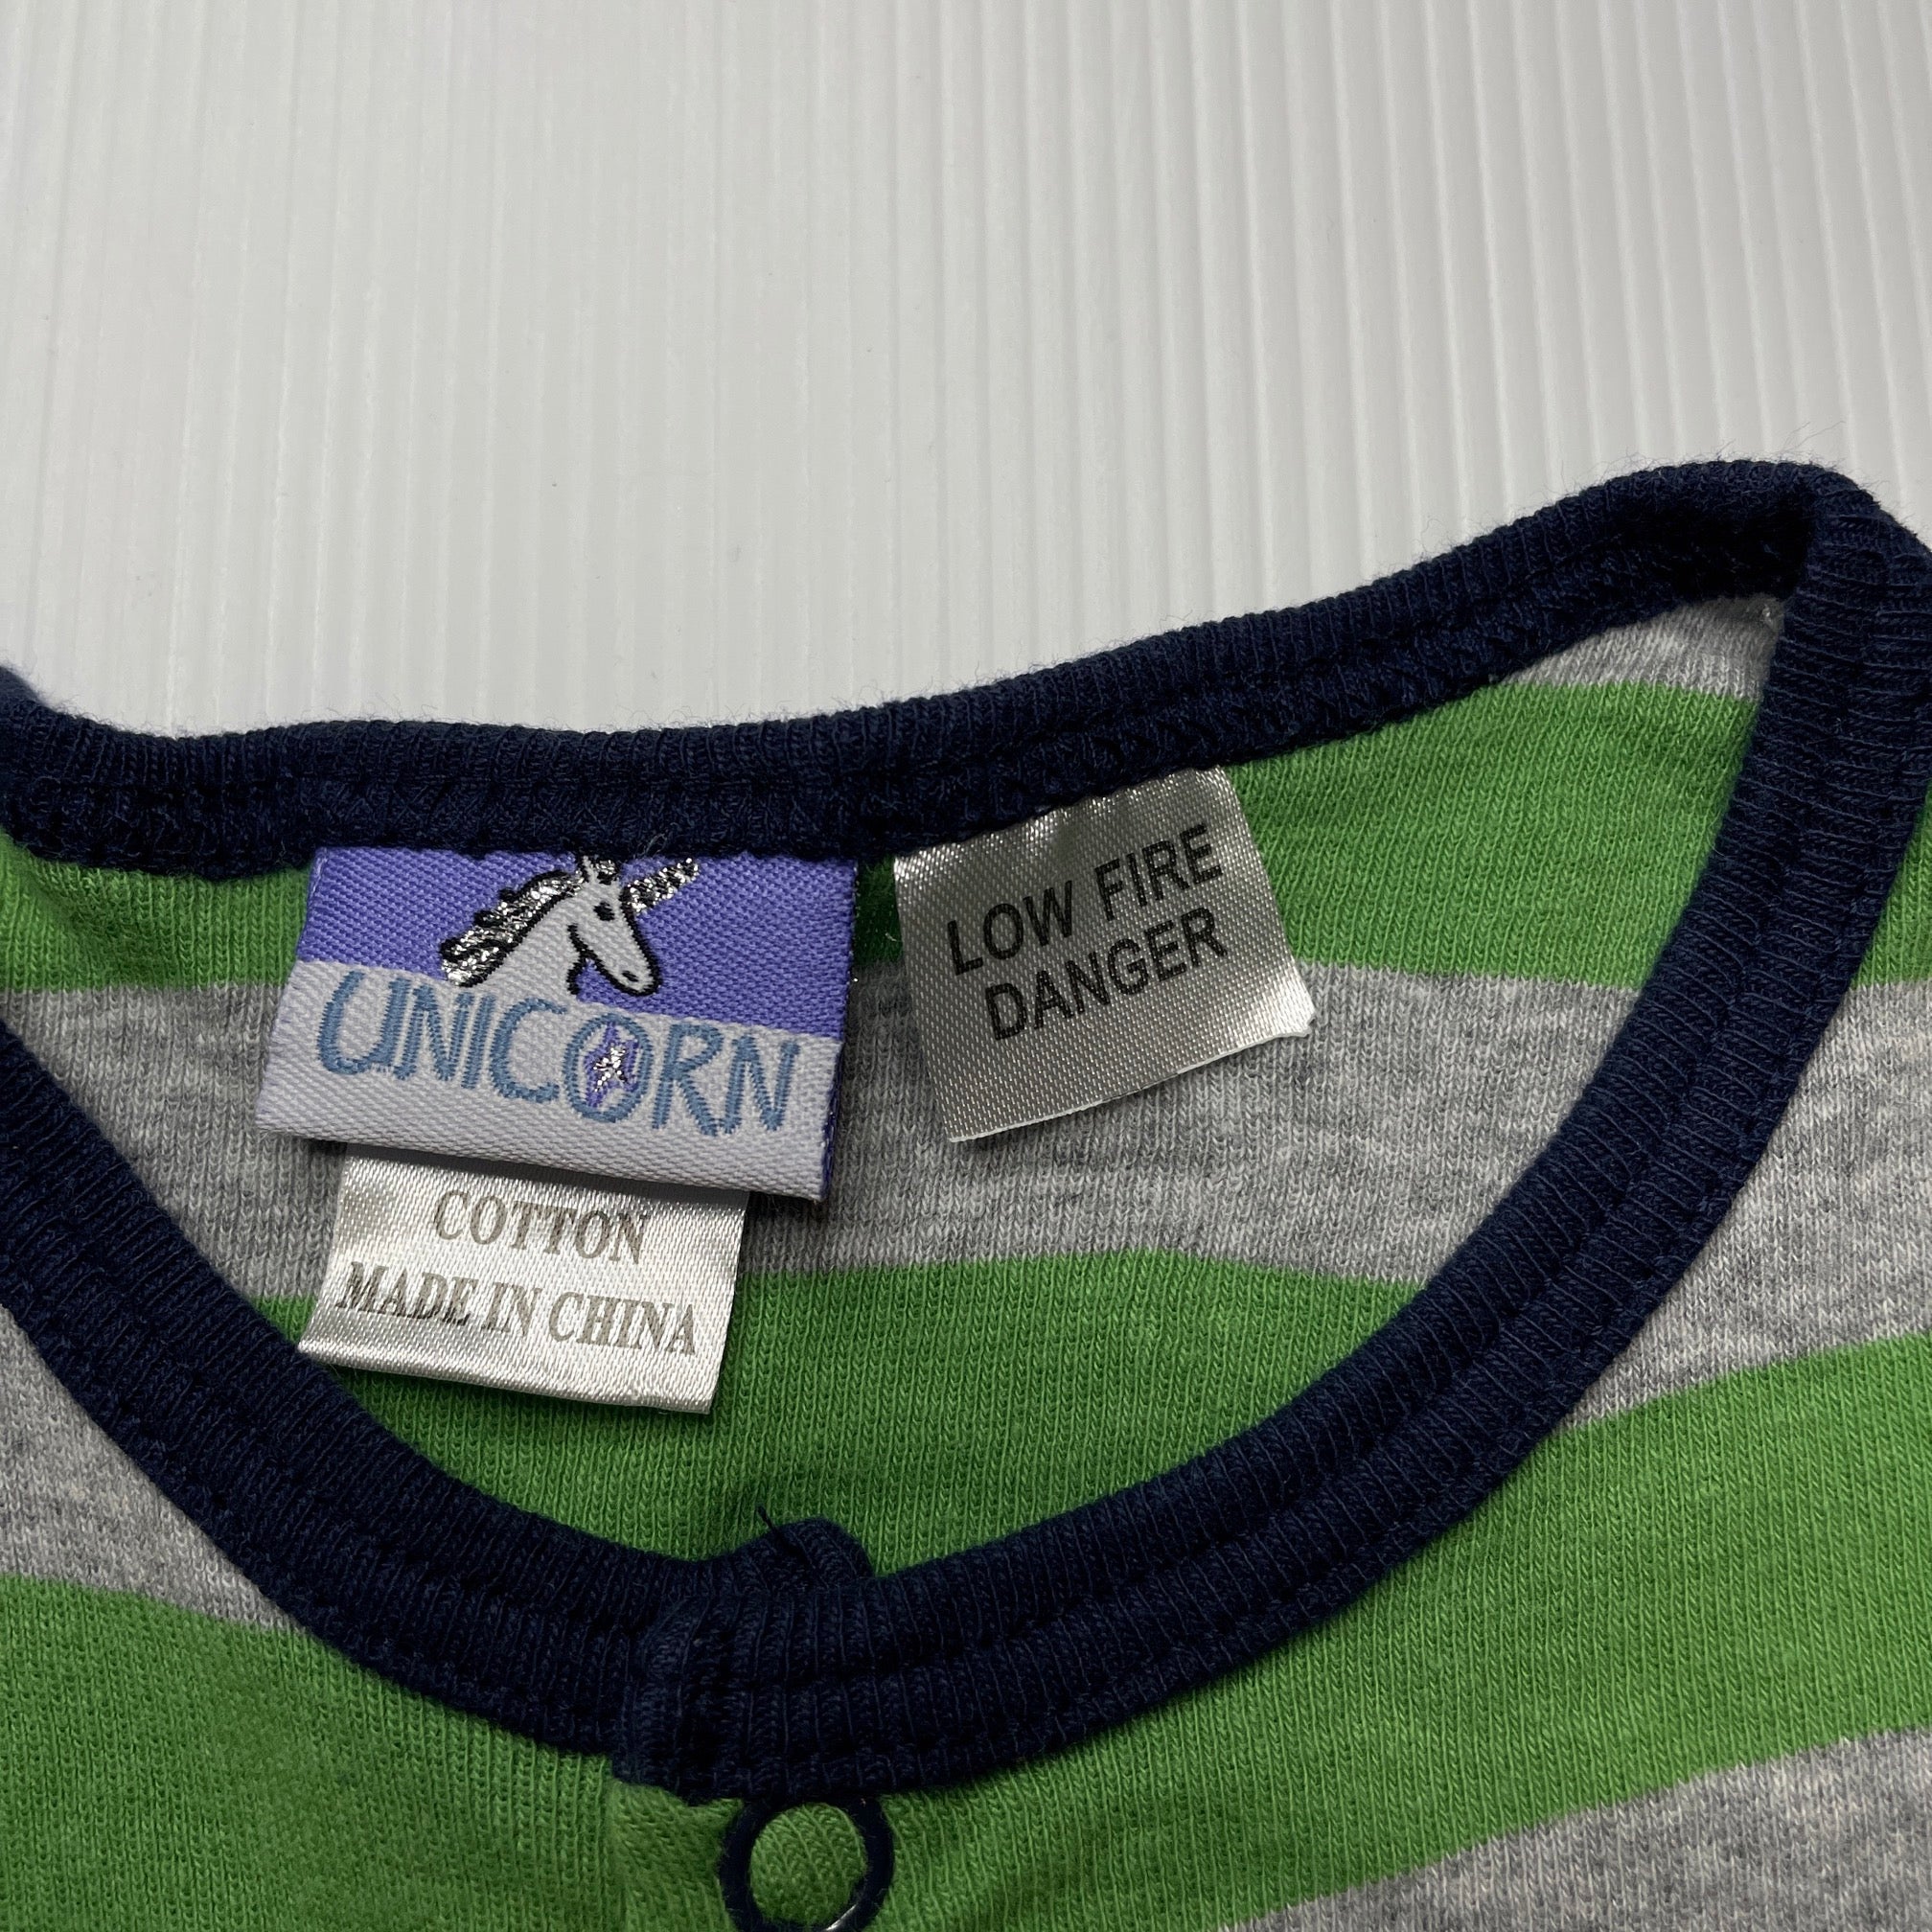 UNICORN
COTTON
MADE IN CHINA
LOW FIRE
DANGER